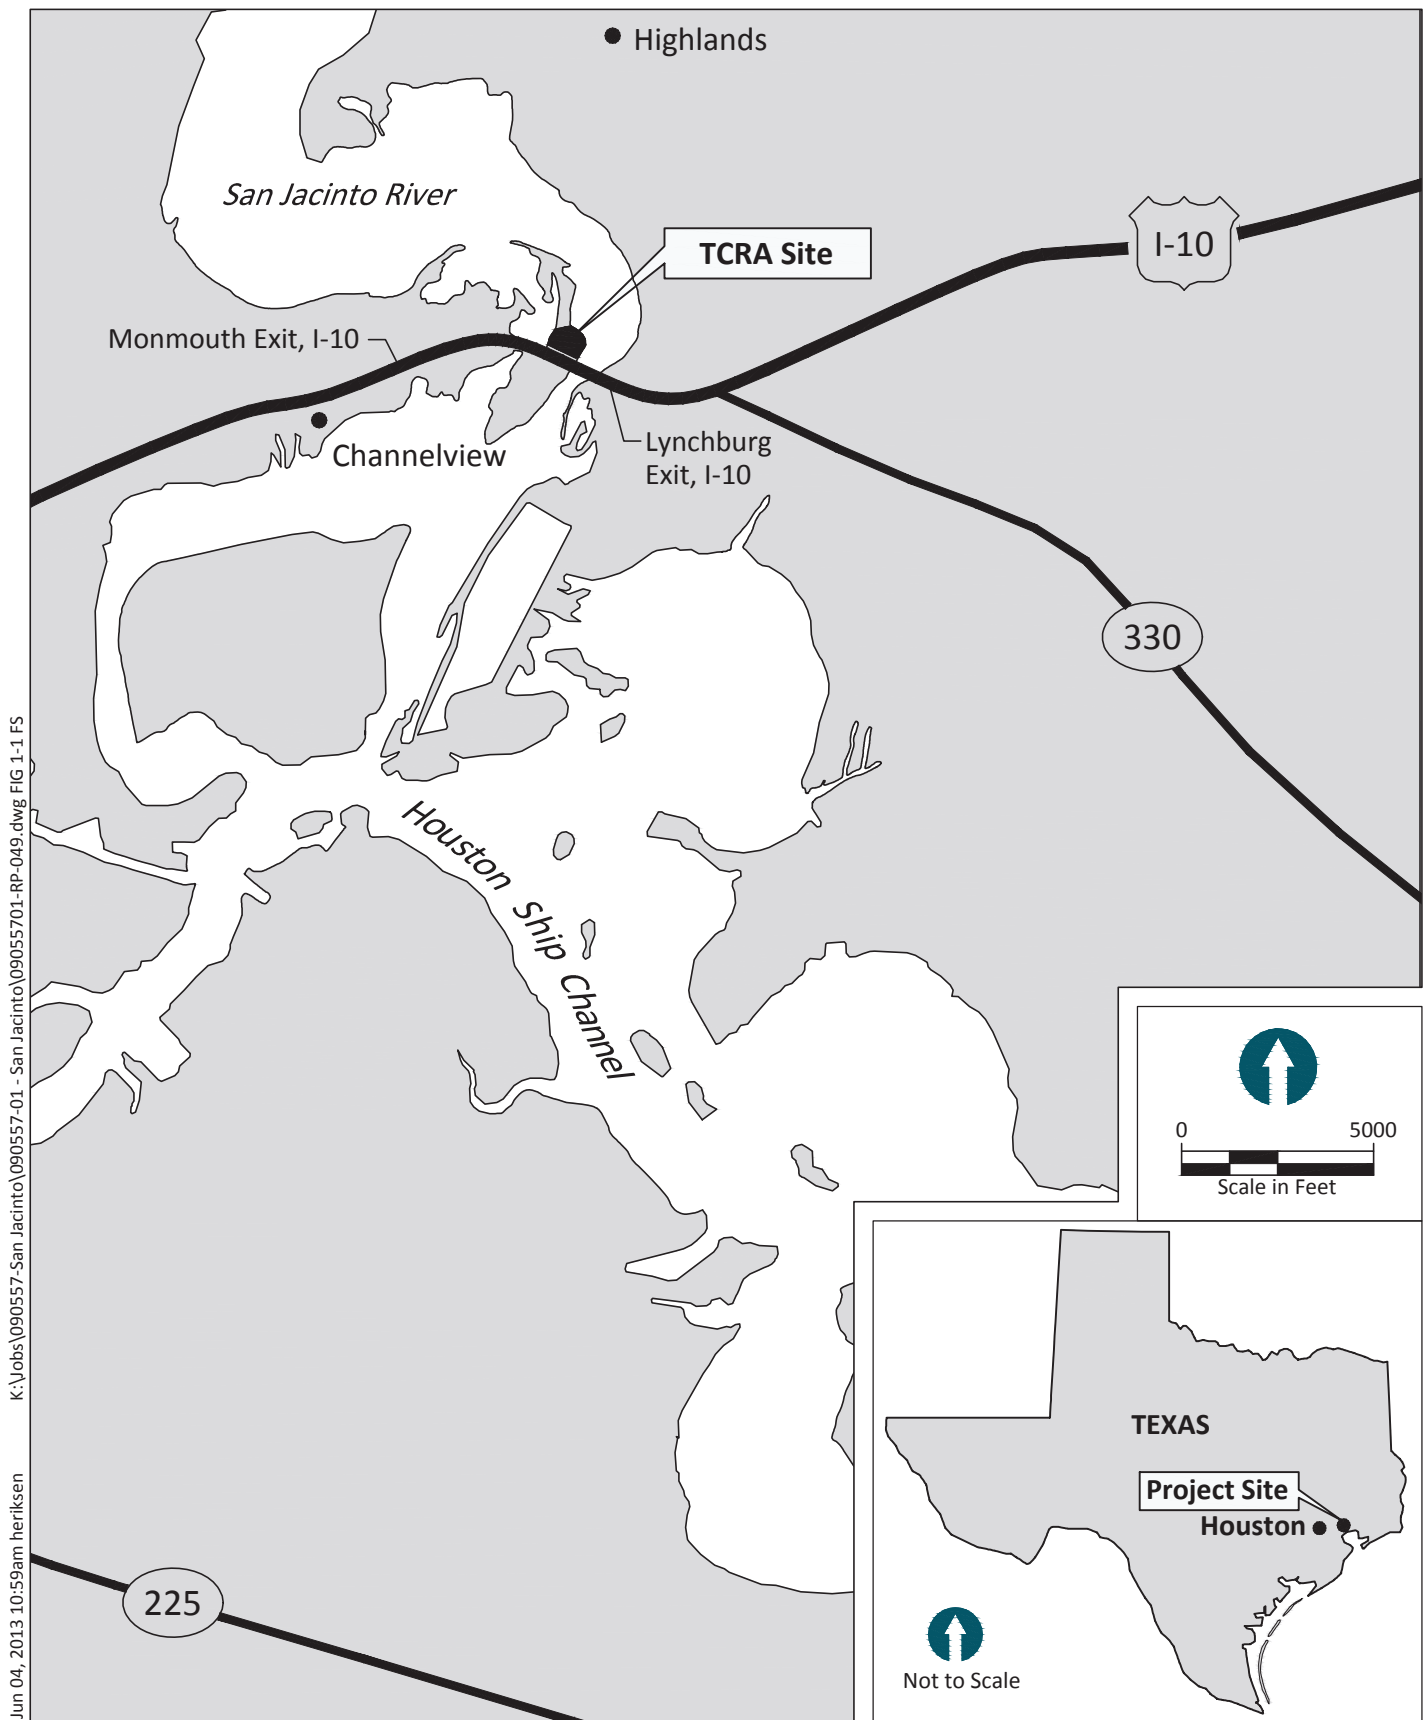 Highlands
San Jacinto River
TCRA Site
I-10
Monmouth Exit, I-10
Channelview
Lynchburg
Exit, I-10
330
Houston Ship Channel
0 5000
Scale in Feet
TEXAS
Project Site
Houston
Not to Scale
225
Jun 04, 2013 10:59am heriksen K:\Jobs\090557-San Jacinto\090557-01 - San Jacinto\09055701-RP-049.dwg FIG 1-1 FS